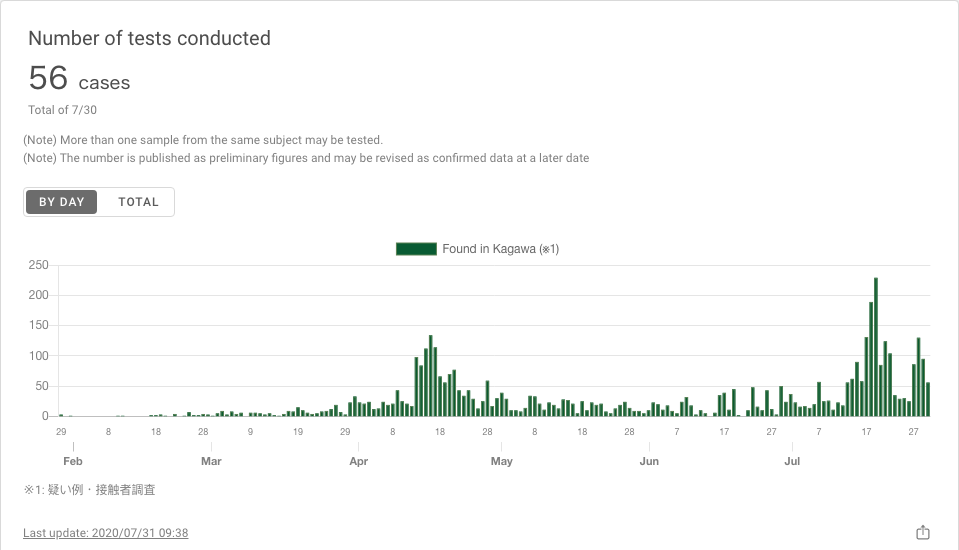 Number of tests conducted
56 cases
Total of 7/30
(Note) More than one sample from the same subject may be tested.
(Note) The number is published as preliminary figures and may be revised as confirmed data at a later date
BY DAY TOTAL
Found in Kagawa (※1)
250
200
150
100
50
0
29 8 18 28 9 19 29 8 18 28 8 18 28 7 17 27 7 17 27
Feb Mar Apr May Jun Jul
※1: 疑い例・接触者調査
Last update: 2020/07/31 09:38